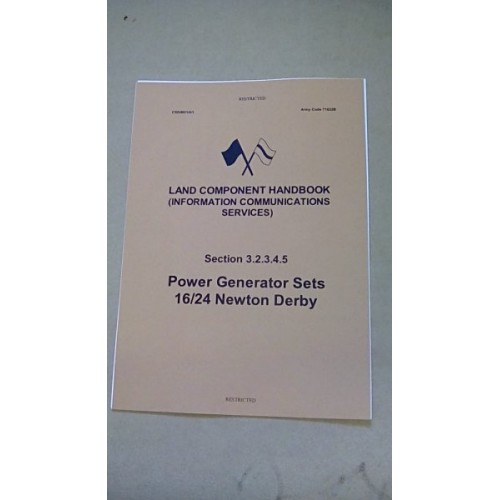 RESTRICTED
Army Code
LAND COMPONENT HANDBOOK
(INFORMATION COMMUNICATIONS
SERVICES)
Section 3.2.3.4.5
Power Generator Sets
16/24 Newton Derby
RESTRICTED